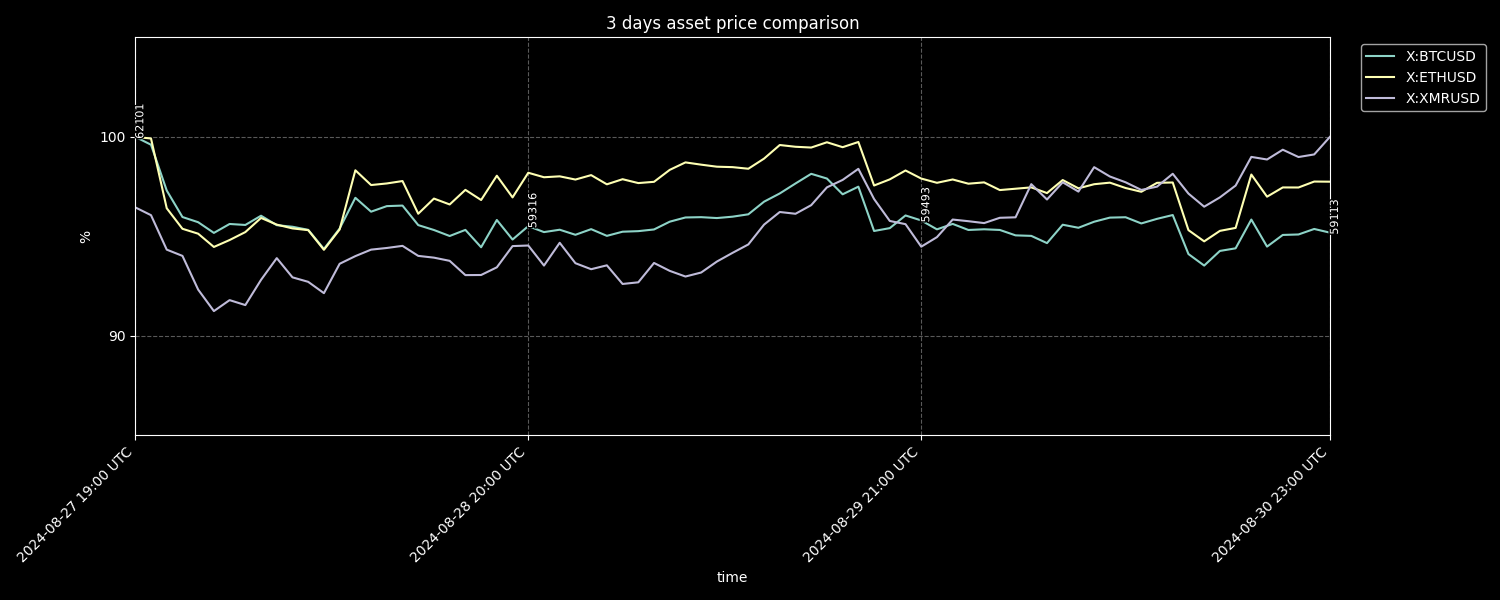 3 days asset price comparison
X:BTCUSD
X:ETHUSD
X:XMRUSD
62101
59316
59493
59113
100
90
%
2024-08-27 19:00 UTC
2024-08-28 20:00 UTC
2024-08-29 21:00 UTC
2024-08-30 23:00 UTC
time